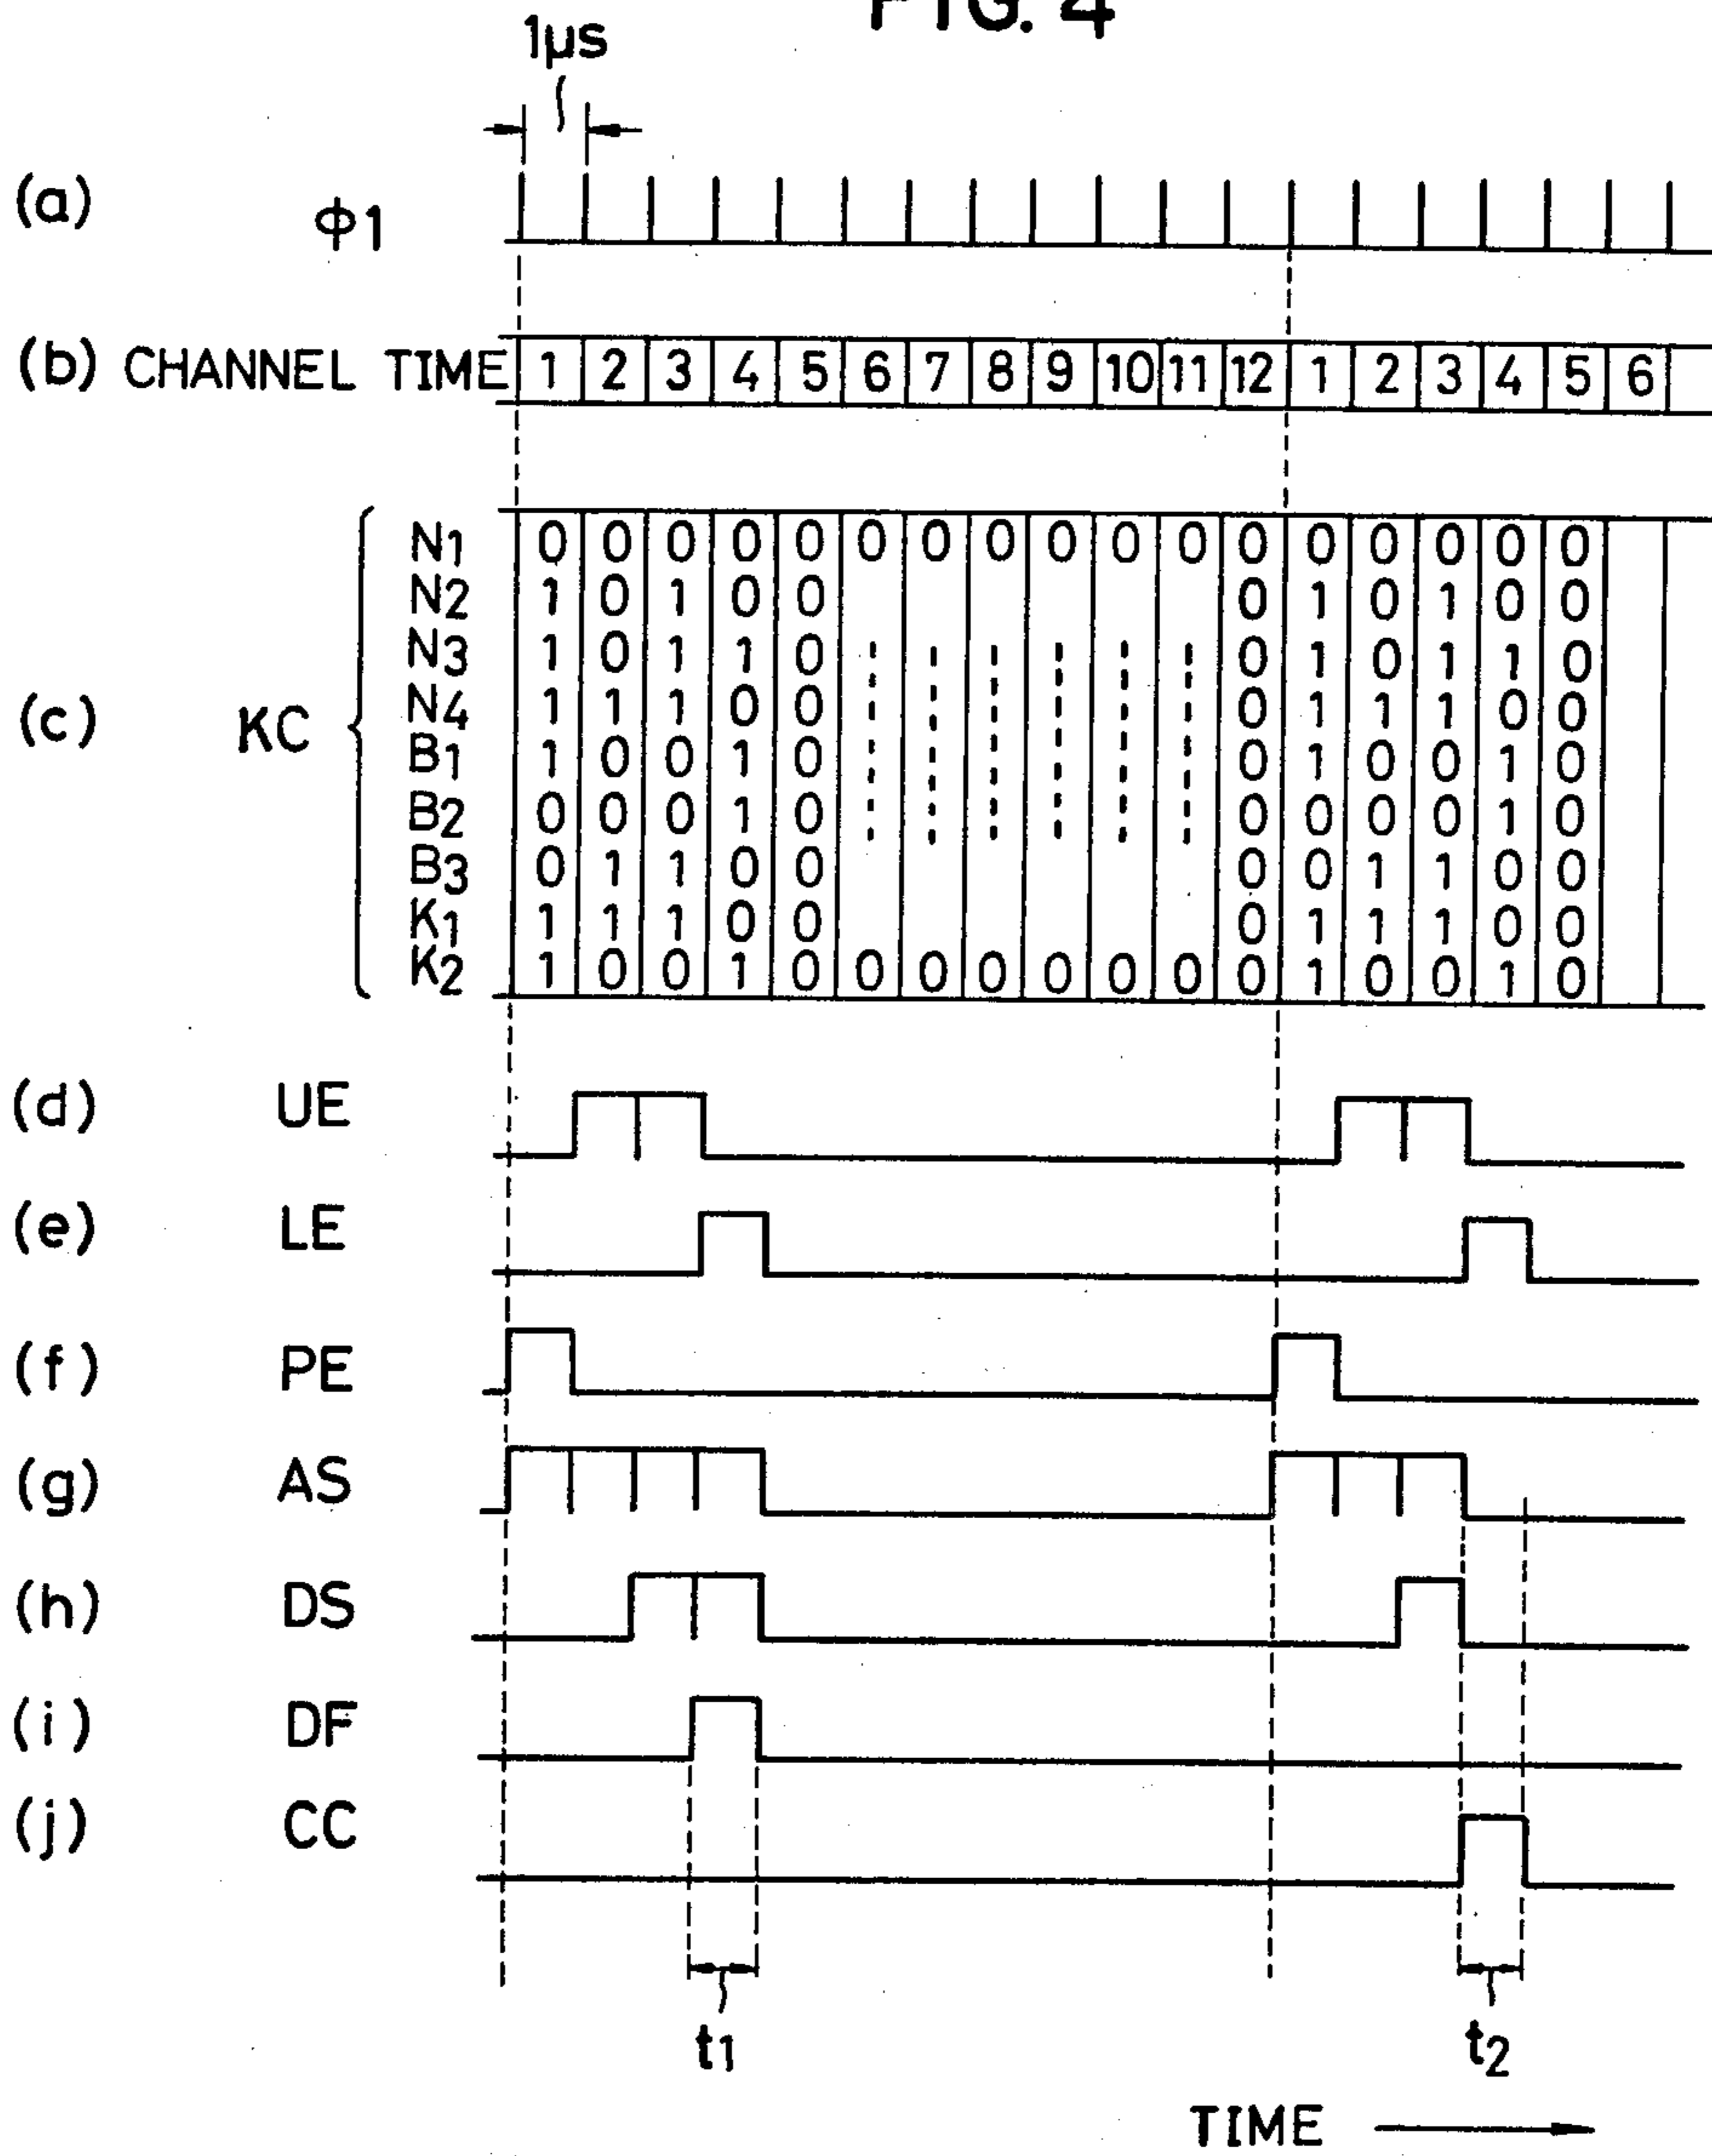 FIG. 4
1μs
(a) ϕ1
(b) CHANNEL TIME 1 2 3 4 5 6 7 8 9 10 11 12 1 2 3 4 5 6
(c) KC
N1 0 0 0 0 0 0 0 0 0 0 0 0 0 0 0 0 0
N2 1 0 1 0 0 0 1 0 1 0 0
N3 1 0 1 1 0 0 1 0 1 1 0
N4 1 1 1 0 0 0 1 1 1 0 0
B1 1 0 0 1 0 0 1 0 0 1 0
B2 0 0 0 1 0 0 0 0 0 1 0
B3 0 1 1 0 0 0 0 1 1 0 0
K1 1 1 1 0 0 0 1 1 1 0 0
K2 1 0 0 1 0 0 0 0 0 0 0 0 1 0 0 1 0
(d) UE
(e) LE
(f) PE
(g) AS
(h) DS
(i) DF
(j) CC
t1 t2
TIME